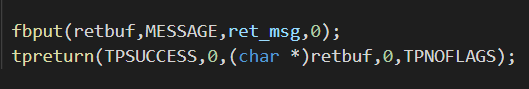 fbput(retbuf,MESSAGE,ret_msg,0);
tpreturn(TPSUCCESS,0,(char *)retbuf,0,TPNOFLAGS);